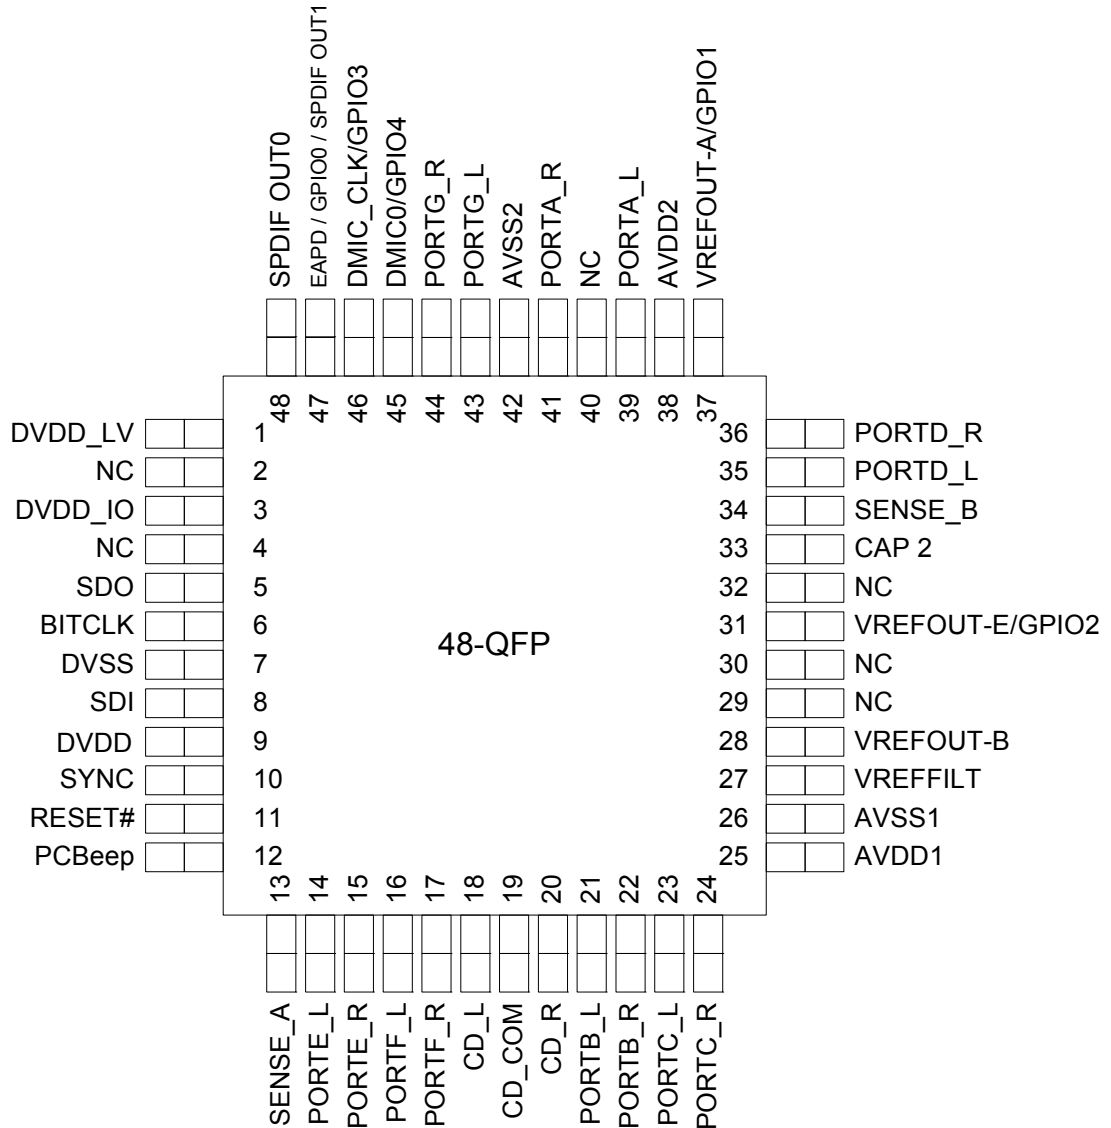 SPDIF OUT0
EAPD / GPIO0 / SPDIF OUT1
DMIC_CLK/GPIO3
DMIC0/GPIO4
PORTG_R
PORTG_L
AVSS2
PORTA_R
NC
PORTA_L
AVDD2
VREFOUT-A/GPIO1
48
47
46
45
44
43
42
41
40
39
38
37
DVDD_LV 1
NC 2
DVDD_IO 3
NC 4
SDO 5
BITCLK 6
DVSS 7
SDI 8
DVDD 9
SYNC 10
RESET# 11
PCBeep 12
48-QFP
36 PORTD_R
35 PORTD_L
34 SENSE_B
33 CAP 2
32 NC
31 VREFOUT-E/GPIO2
30 NC
29 NC
28 VREFOUT-B
27 VREFFILT
26 AVSS1
25 AVDD1
13
14
15
16
17
18
19
20
21
22
23
24
SENSE_A
PORTE_L
PORTE_R
PORTF_L
PORTF_R
CD_L
CD_COM
CD_R
PORTB_L
PORTB_R
PORTC_L
PORTC_R